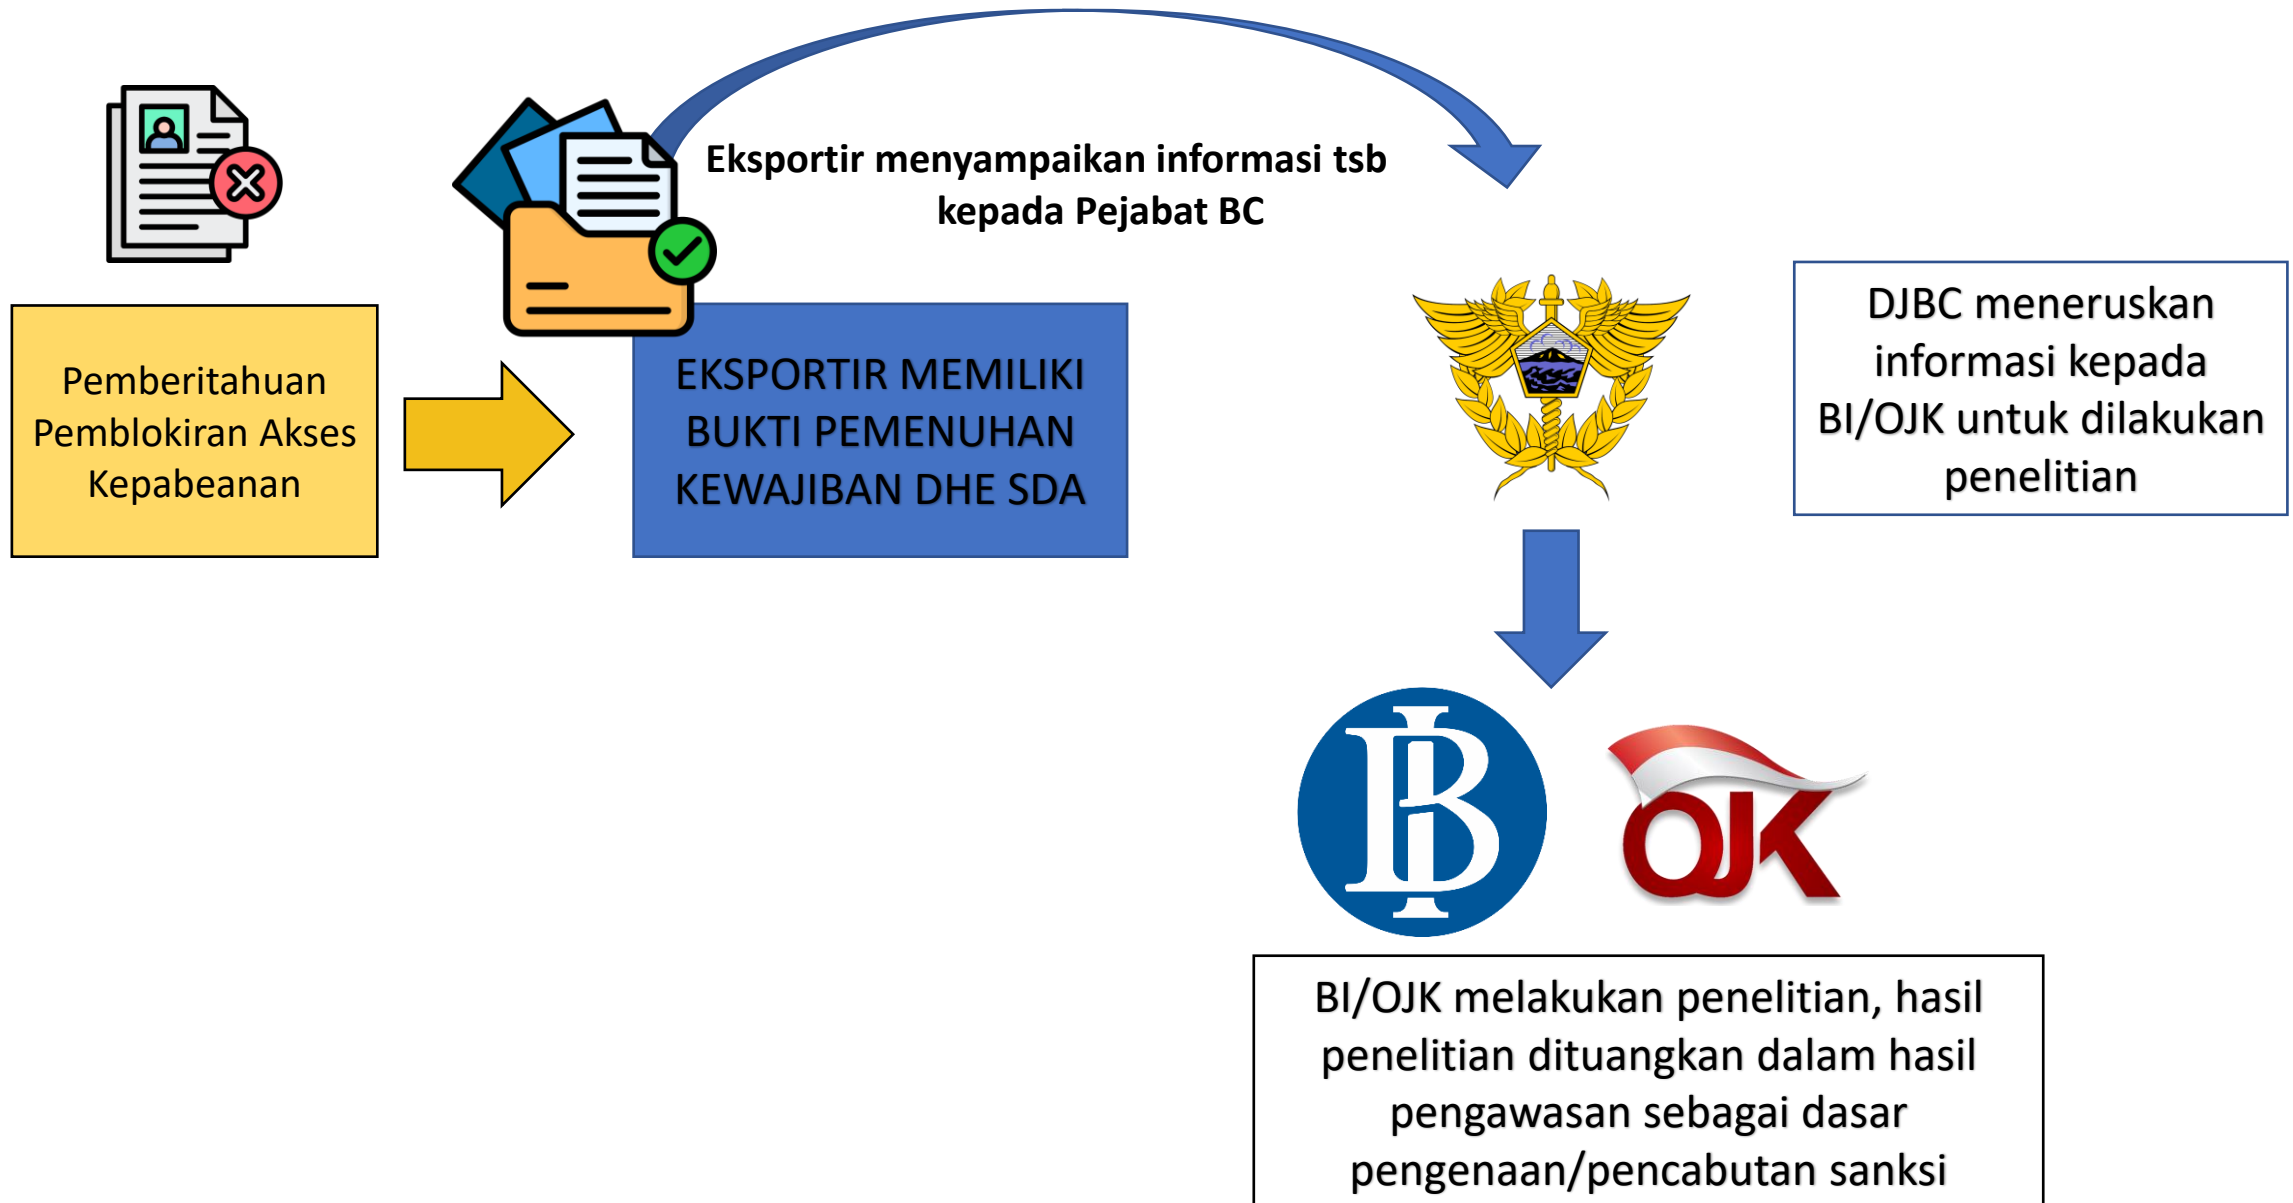 Eksportir menyampaikan informasi tsb
kepada Pejabat BC
Pemberitahuan
Pemblokiran Akses
Kepabeanan
EKSPORTIR MEMILIKI
BUKTI PEMENUHAN
KEWAJIBAN DHE SDA
DJBC meneruskan
informasi kepada
BI/OJK untuk dilakukan
penelitian
BI
OJK
BI/OJK melakukan penelitian, hasil
penelitian dituangkan dalam hasil
pengawasan sebagai dasar
pengenaan/pencabutan sanksi